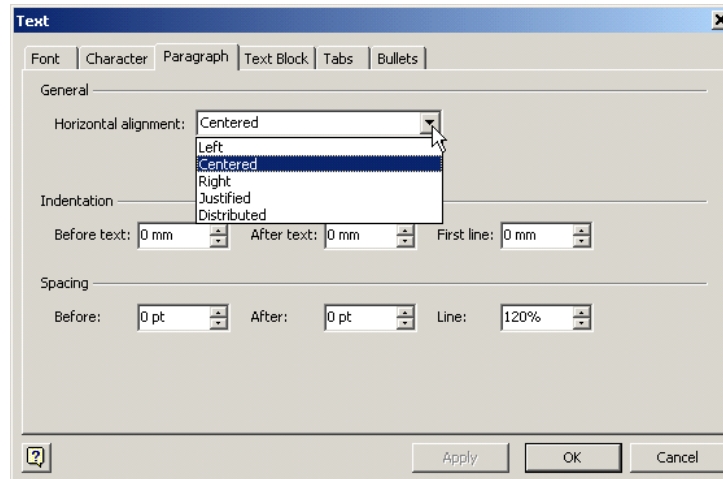 Text
Font Character Paragraph Text Block Tabs Bullets
General
Horizontal alignment: Centered
Left
Centered
Right
Justified
Distributed
Indentation
Before text: 0 mm After text: 0 mm First line: 0 mm
Spacing
Before: 0 pt After: 0 pt Line: 120%
? Apply OK Cancel